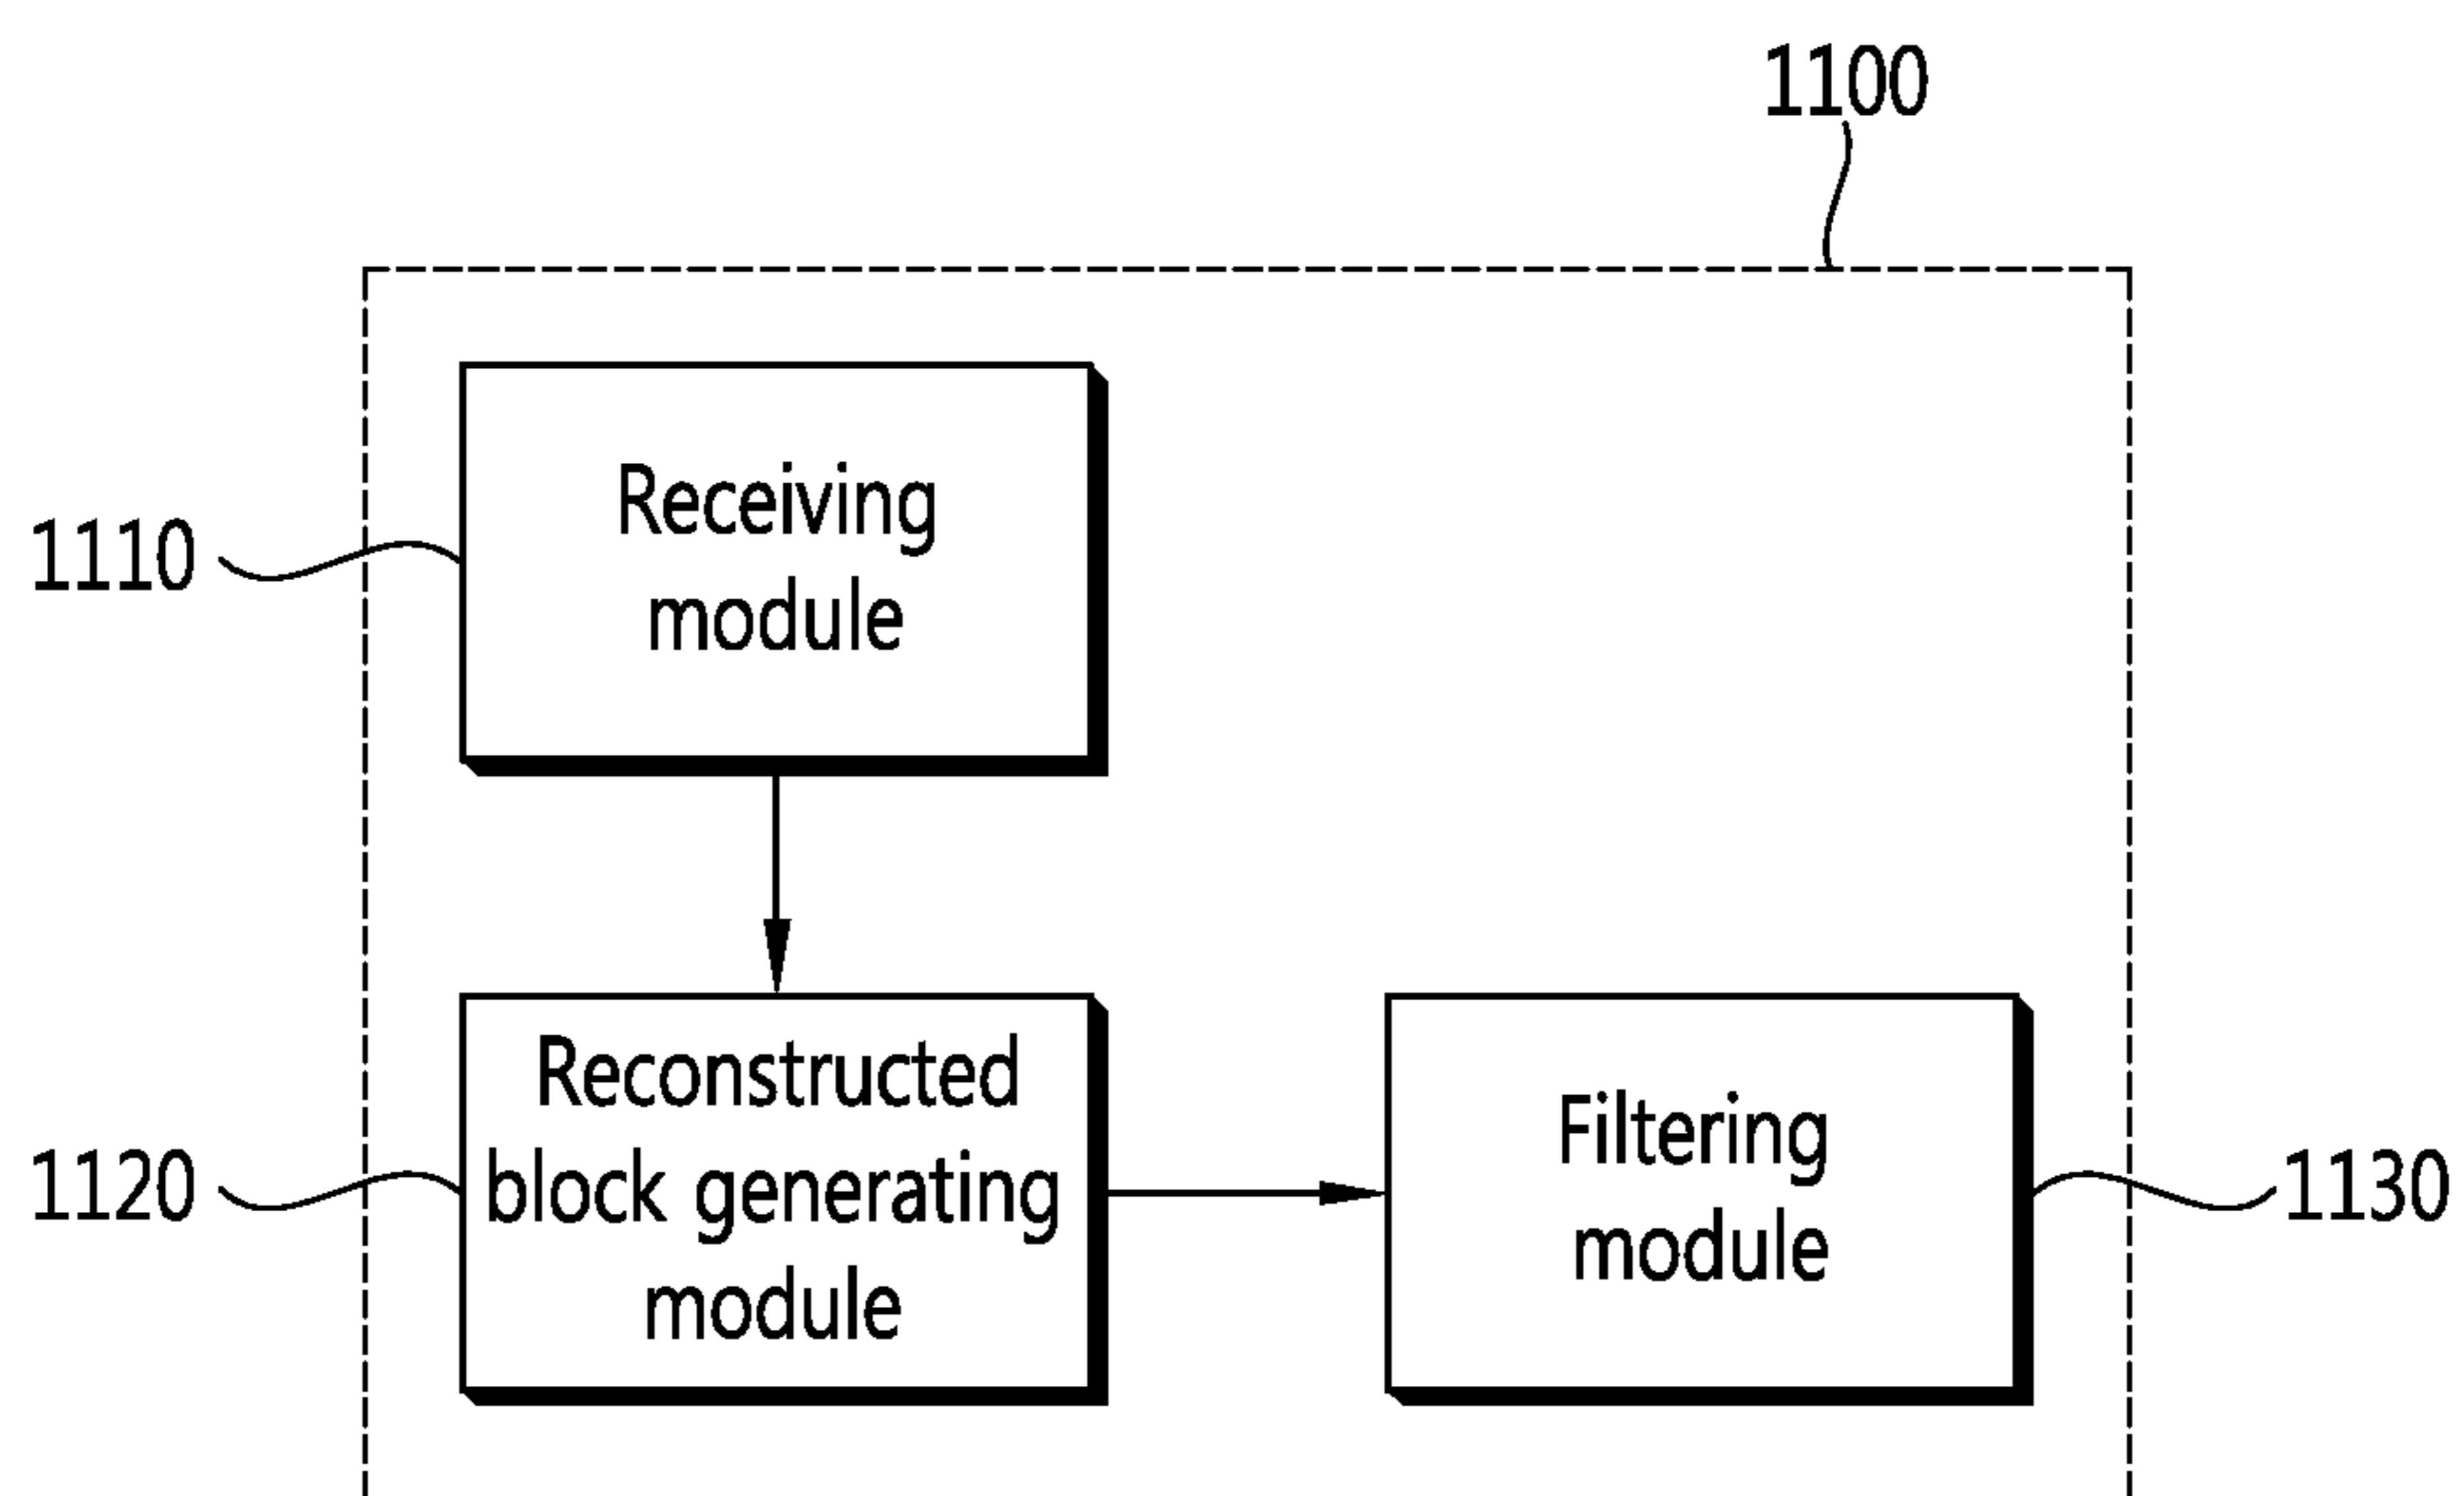 1100
Receiving
module
1110
Reconstructed
block generating
module
1120
Filtering
module
1130